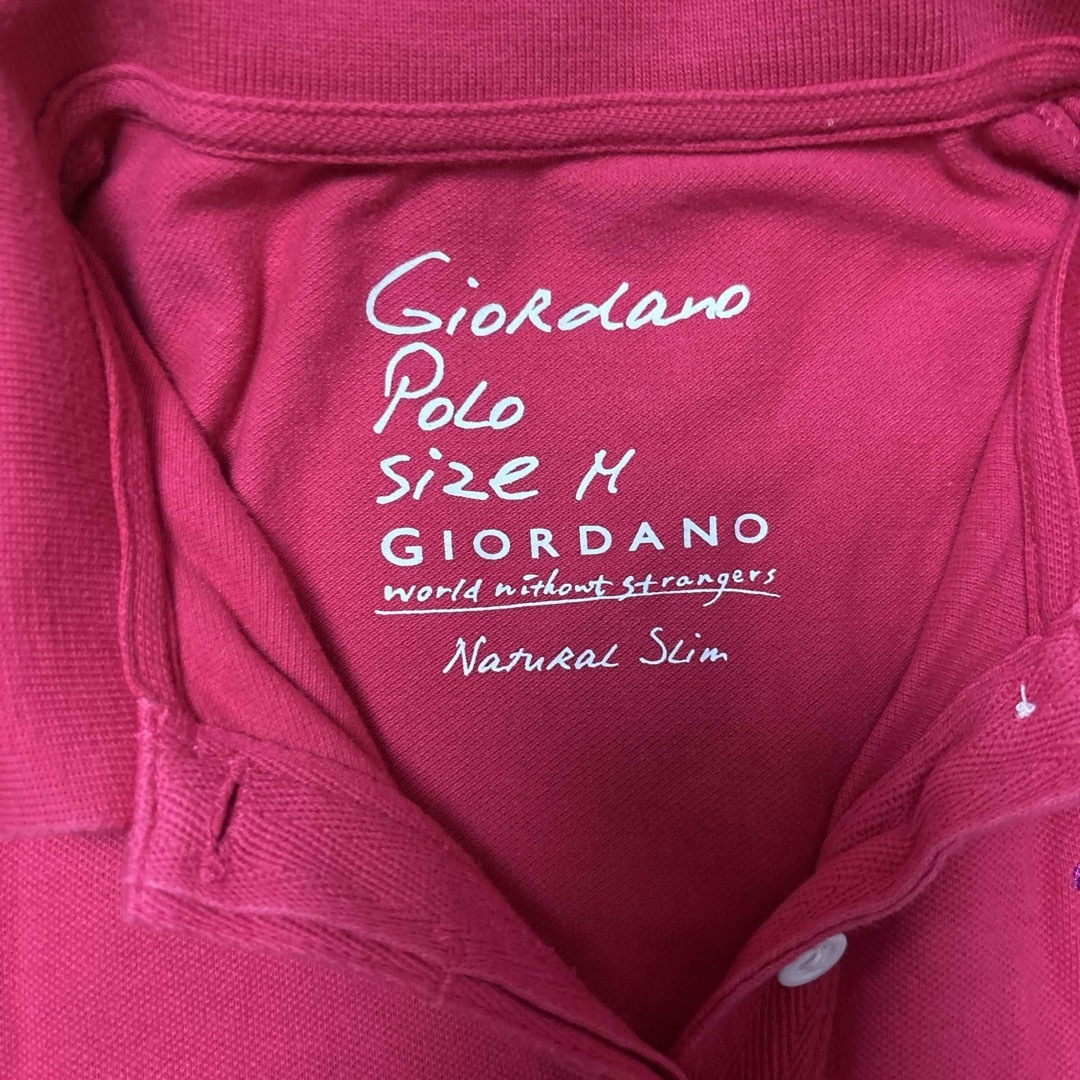 Giordano
Polo
size M
GIORDANO
world without strangers
Natural Slim